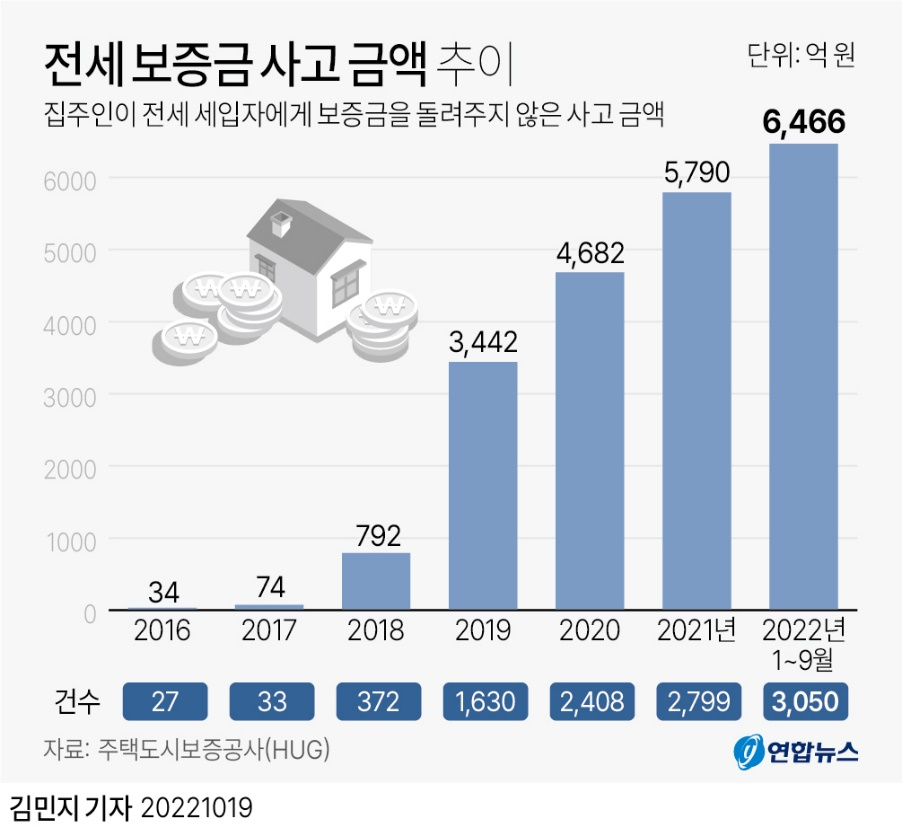 전세 보증금 사고 금액 추이
단위: 억 원
집주인이 전세 세입자에게 보증금을 돌려주지 않은 사고 금액
6,466
5,790
4,682
3,442
792
74
34
6000
5000
4000
3000
2000
1000
0
₩ ₩ ₩ ₩
2016 2017 2018 2019 2020 2021년 2022년
1~9월
건수 27 33 372 1,630 2,408 2,799 3,050
자료: 주택도시보증공사(HUG)
연합뉴스
김민지 기자 20221019